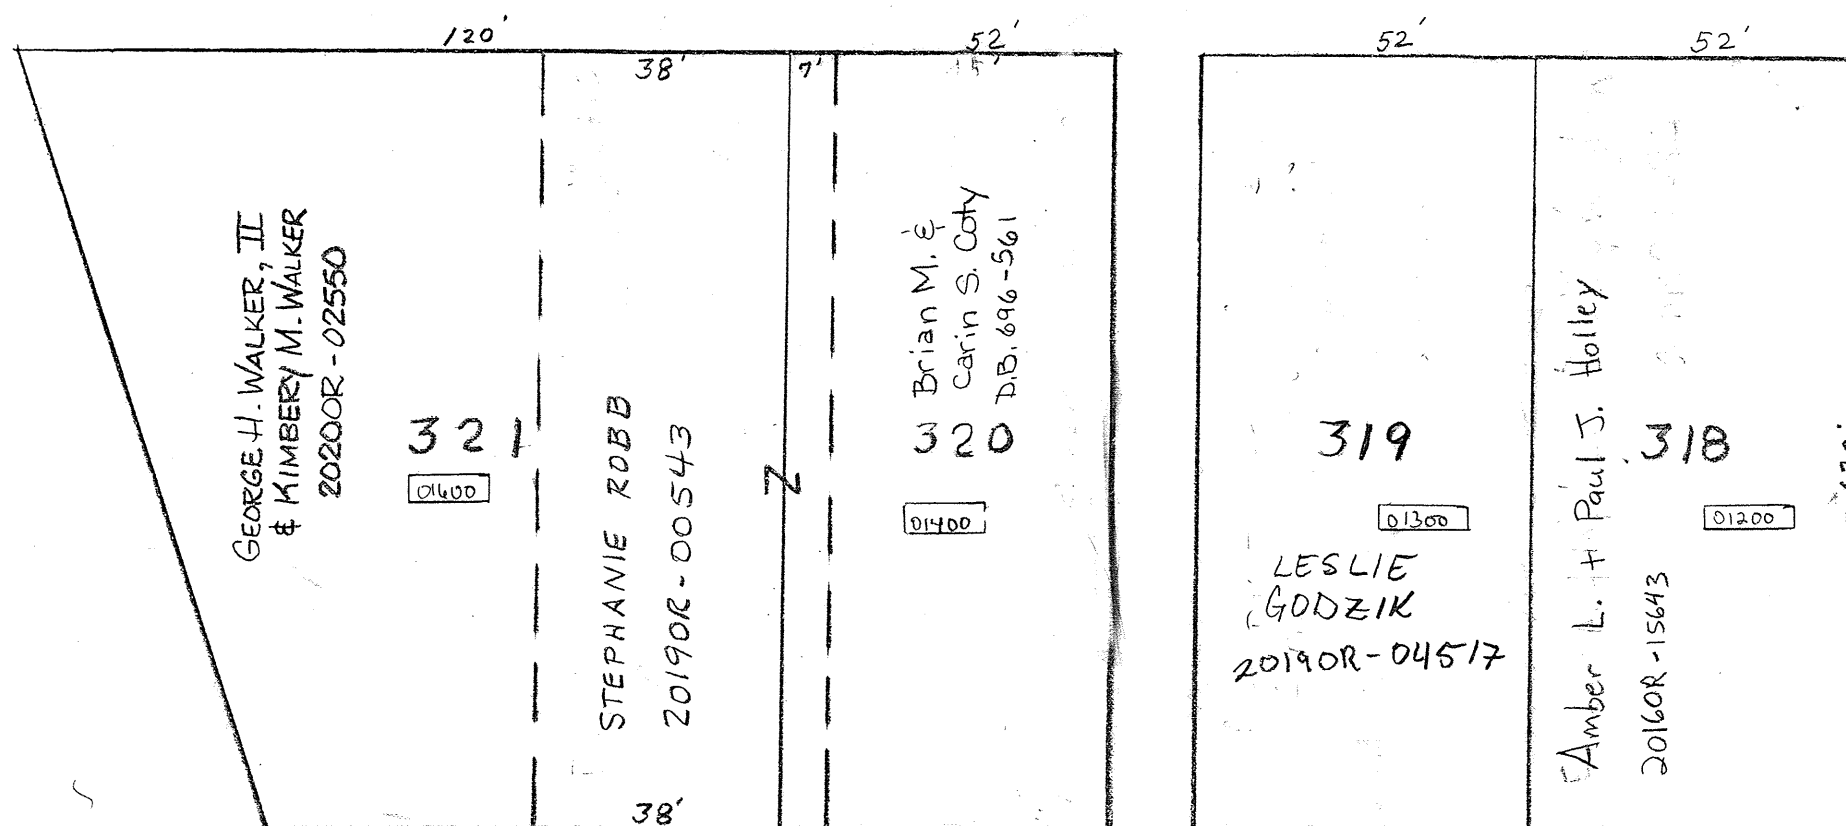 120'
52'
52'
52'
38'
7'
GEORGE H. WALKER, II
& KIMBERY M. WALKER
2020OR-02550
321
01600
STEPHANIE ROBB
2019OR-00543
Z
Brian M. &
Carin S. Coty
D.B. 696-561
320
01400
319
01300
LESLIE
GODZIK
2019OR-04517
Amber L. + Paul J. Holley
2016OR-15643
318
01200
38'